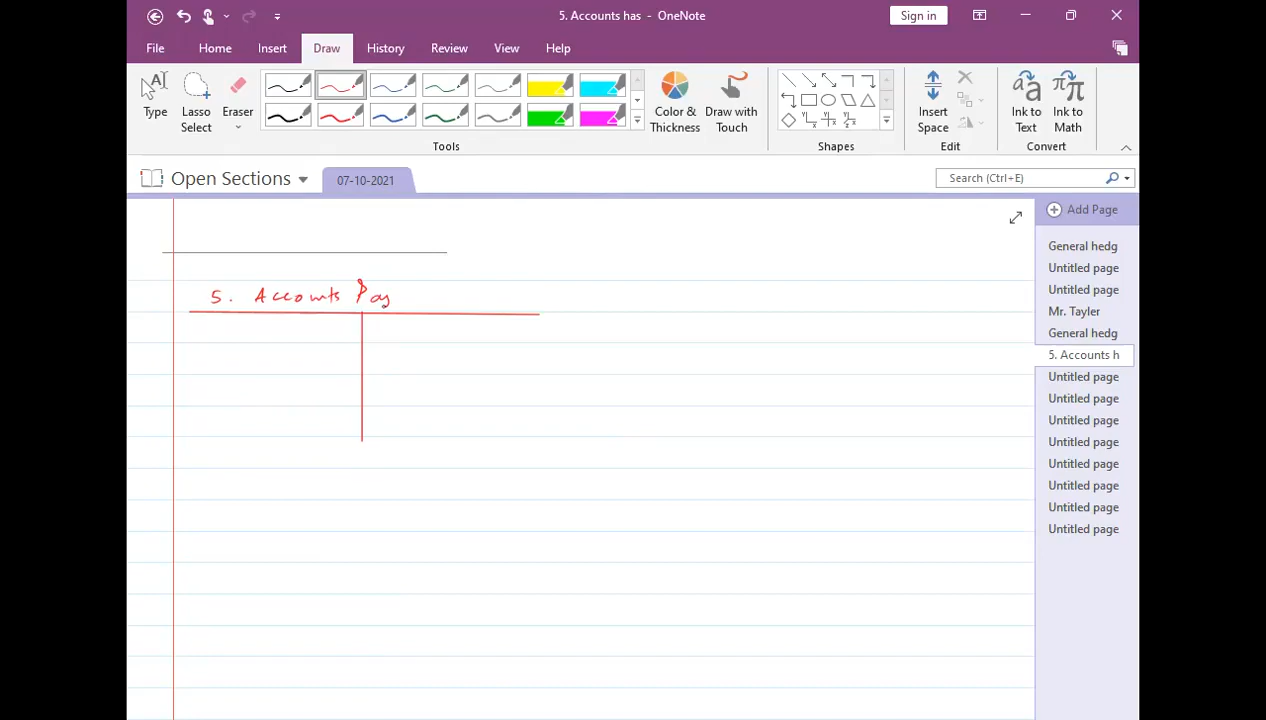 5. Accounts has - OneNote
Sign in
File Home Insert Draw History Review View Help
Type
Lasso Select
Eraser
Color & Thickness
Draw with Touch
Insert Space
Ink to Text
Ink to Math
Tools
Shapes
Edit
Convert
Open Sections
07-10-2021
Search (Ctrl+E)
Add Page
5. Accounts Pay
General hedg
Untitled page
Untitled page
Mr. Tayler
General hedg
5. Accounts h
Untitled page
Untitled page
Untitled page
Untitled page
Untitled page
Untitled page
Untitled page
Untitled page